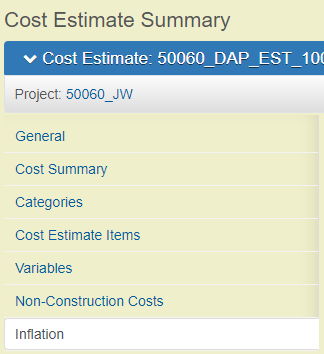 Cost Estimate Summary
Cost Estimate: 50060_DAP_EST_100
Project: 50060_JW
General
Cost Summary
Categories
Cost Estimate Items
Variables
Non-Construction Costs
Inflation